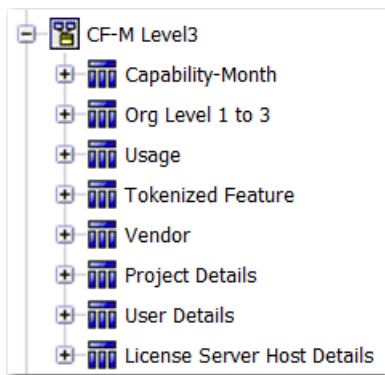 CF-M Level3
Capability-Month
Org Level 1 to 3
Usage
Tokenized Feature
Vendor
Project Details
User Details
License Server Host Details